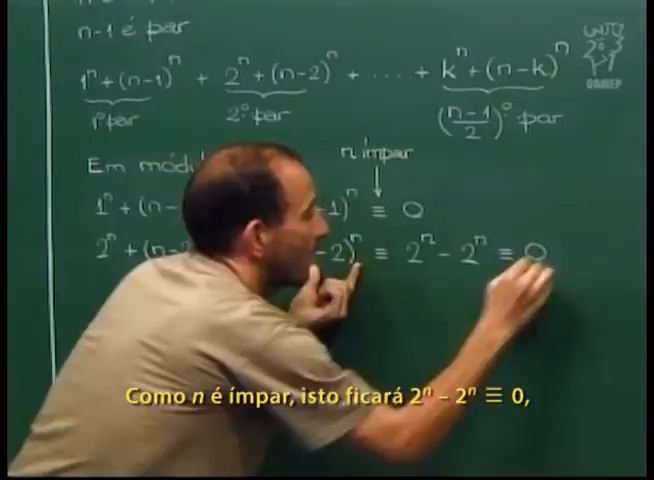 n-1 é par
1ⁿ + (n-1)ⁿ + 2ⁿ + (n-2)ⁿ + ... + kⁿ + (n-k)ⁿ
1º par 2º par ((n-1)/2)º par
Em n ímpar
1ⁿ + (n- -1)ⁿ ≡ 0
2ⁿ + (n-2 -2)ⁿ ≡ 2ⁿ - 2ⁿ ≡ 0
OBMEP
Como n é ímpar, isto ficará 2ⁿ – 2ⁿ ≡ 0,